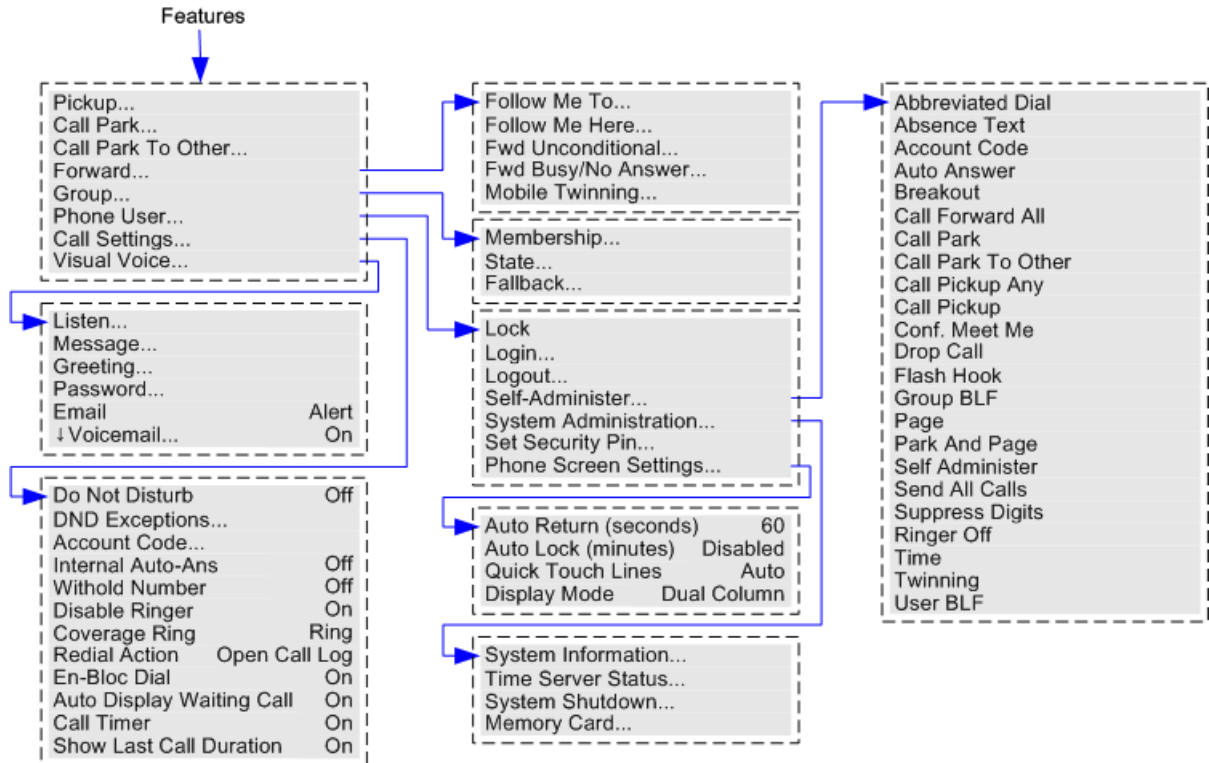 Features
Pickup...
Call Park...
Call Park To Other...
Forward...
Group...
Phone User...
Call Settings...
Visual Voice...
Listen...
Message...
Greeting...
Password...
Email Alert
↓Voicemail... On
Do Not Disturb Off
DND Exceptions...
Account Code...
Internal Auto-Ans Off
Withold Number Off
Disable Ringer On
Coverage Ring Ring
Redial Action Open Call Log
En-Bloc Dial On
Auto Display Waiting Call On
Call Timer On
Show Last Call Duration On
Follow Me To...
Follow Me Here...
Fwd Unconditional...
Fwd Busy/No Answer...
Mobile Twinning...
Membership...
State...
Fallback...
Lock
Login...
Logout...
Self-Administer...
System Administration...
Set Security Pin...
Phone Screen Settings...
Auto Return (seconds) 60
Auto Lock (minutes) Disabled
Quick Touch Lines Auto
Display Mode Dual Column
System Information...
Time Server Status...
System Shutdown...
Memory Card...
Abbreviated Dial
Absence Text
Account Code
Auto Answer
Breakout
Call Forward All
Call Park
Call Park To Other
Call Pickup Any
Call Pickup
Conf. Meet Me
Drop Call
Flash Hook
Group BLF
Page
Park And Page
Self Administer
Send All Calls
Suppress Digits
Ringer Off
Time
Twinning
User BLF